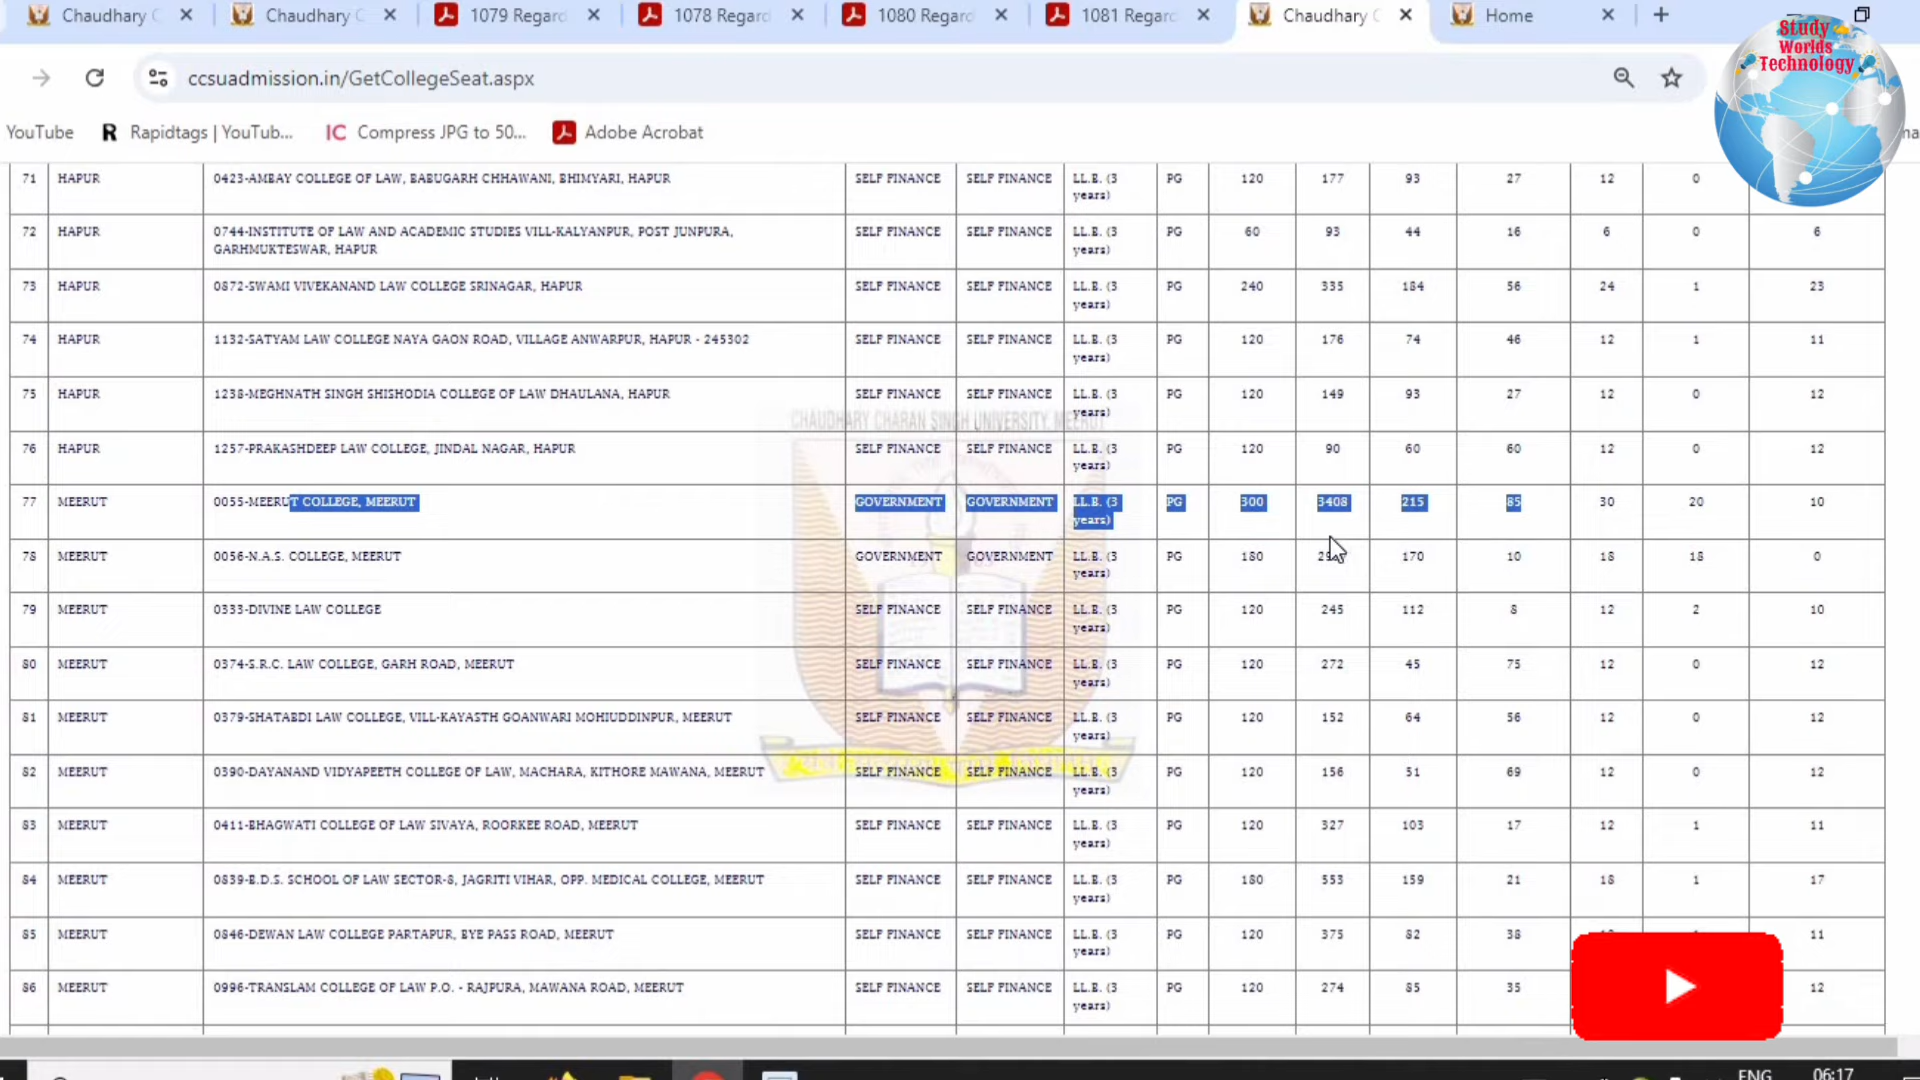 Chaudhary C
Chaudhary C
1079 Regard
1078 Regard
1080 Regard
1081 Regard
Chaudhary C
Home
Study
Worlds
Technology
ccsuadmission.in/GetCollegeSeat.aspx
YouTube
R Rapidtags | YouTub...
IC Compress JPG to 50...
Adobe Acrobat
71 HAPUR 0423-AMBAY COLLEGE OF LAW, BABUGARH CHHAWANI, BHIMYARI, HAPUR SELF FINANCE SELF FINANCE LL.B. (3 PG 120 177 93 27 12 0
years)
72 HAPUR 0744-INSTITUTE OF LAW AND ACADEMIC STUDIES VILL-KALYANPUR, POST JUNPURA, SELF FINANCE SELF FINANCE LL.B. (3 PG 60 93 44 16 6 0 6
GARHMUKTESWAR, HAPUR years)
73 HAPUR 0872-SWAMI VIVEKANAND LAW COLLEGE SRINAGAR, HAPUR SELF FINANCE SELF FINANCE LL.B. (3 PG 240 335 184 56 24 1 23
years)
74 HAPUR 1132-SATYAM LAW COLLEGE NAYA GAON ROAD, VILLAGE ANWARPUR, HAPUR - 245302 SELF FINANCE SELF FINANCE LL.B. (3 PG 120 176 74 46 12 1 11
years)
75 HAPUR 1238-MEGHNATH SINGH SHISHODIA COLLEGE OF LAW DHAULANA, HAPUR SELF FINANCE SELF FINANCE LL.B. (3 PG 120 149 93 27 12 0 12
years)
CHAUDHARY CHARAN SINGH UNIVERSITY, MEERUT
76 HAPUR 1257-PRAKASHDEEP LAW COLLEGE, JINDAL NAGAR, HAPUR SELF FINANCE SELF FINANCE LL.B. (3 PG 120 90 60 60 12 0 12
years)
77 MEERUT 0055-MEERUT COLLEGE, MEERUT GOVERNMENT GOVERNMENT LL.B. (3 PG 300 3408 215 85 30 20 10
years)
78 MEERUT 0056-N.A.S. COLLEGE, MEERUT GOVERNMENT GOVERNMENT LL.B. (3 PG 180 170 10 18 18 0
years)
79 MEERUT 0333-DIVINE LAW COLLEGE SELF FINANCE SELF FINANCE LL.B. (3 PG 120 245 112 8 12 2 10
years)
80 MEERUT 0374-S.R.C. LAW COLLEGE, GARH ROAD, MEERUT SELF FINANCE SELF FINANCE LL.B. (3 PG 120 272 45 75 12 0 12
years)
81 MEERUT 0379-SHATABDI LAW COLLEGE, VILL-KAYASTH GOANWARI MOHIUDDINPUR, MEERUT SELF FINANCE SELF FINANCE LL.B. (3 PG 120 152 64 56 12 0 12
years)
82 MEERUT 0390-DAYANAND VIDYAPEETH COLLEGE OF LAW, MACHARA, KITHORE MAWANA, MEERUT SELF FINANCE SELF FINANCE LL.B. (3 PG 120 156 51 69 12 0 12
years)
83 MEERUT 0411-BHAGWATI COLLEGE OF LAW SIVAYA, ROORKEE ROAD, MEERUT SELF FINANCE SELF FINANCE LL.B. (3 PG 120 327 103 17 12 1 11
years)
84 MEERUT 0839-B.D.S. SCHOOL OF LAW SECTOR-8, JAGRITI VIHAR, OPP. MEDICAL COLLEGE, MEERUT SELF FINANCE SELF FINANCE LL.B. (3 PG 180 553 159 21 18 1 17
years)
85 MEERUT 0846-DEWAN LAW COLLEGE PARTAPUR, BYE PASS ROAD, MEERUT SELF FINANCE SELF FINANCE LL.B. (3 PG 120 375 82 38 11
years)
86 MEERUT 0996-TRANSLAM COLLEGE OF LAW P.O. - RAJPURA, MAWANA ROAD, MEERUT SELF FINANCE SELF FINANCE LL.B. (3 PG 120 274 85 35 12
years)
ENG 06:17